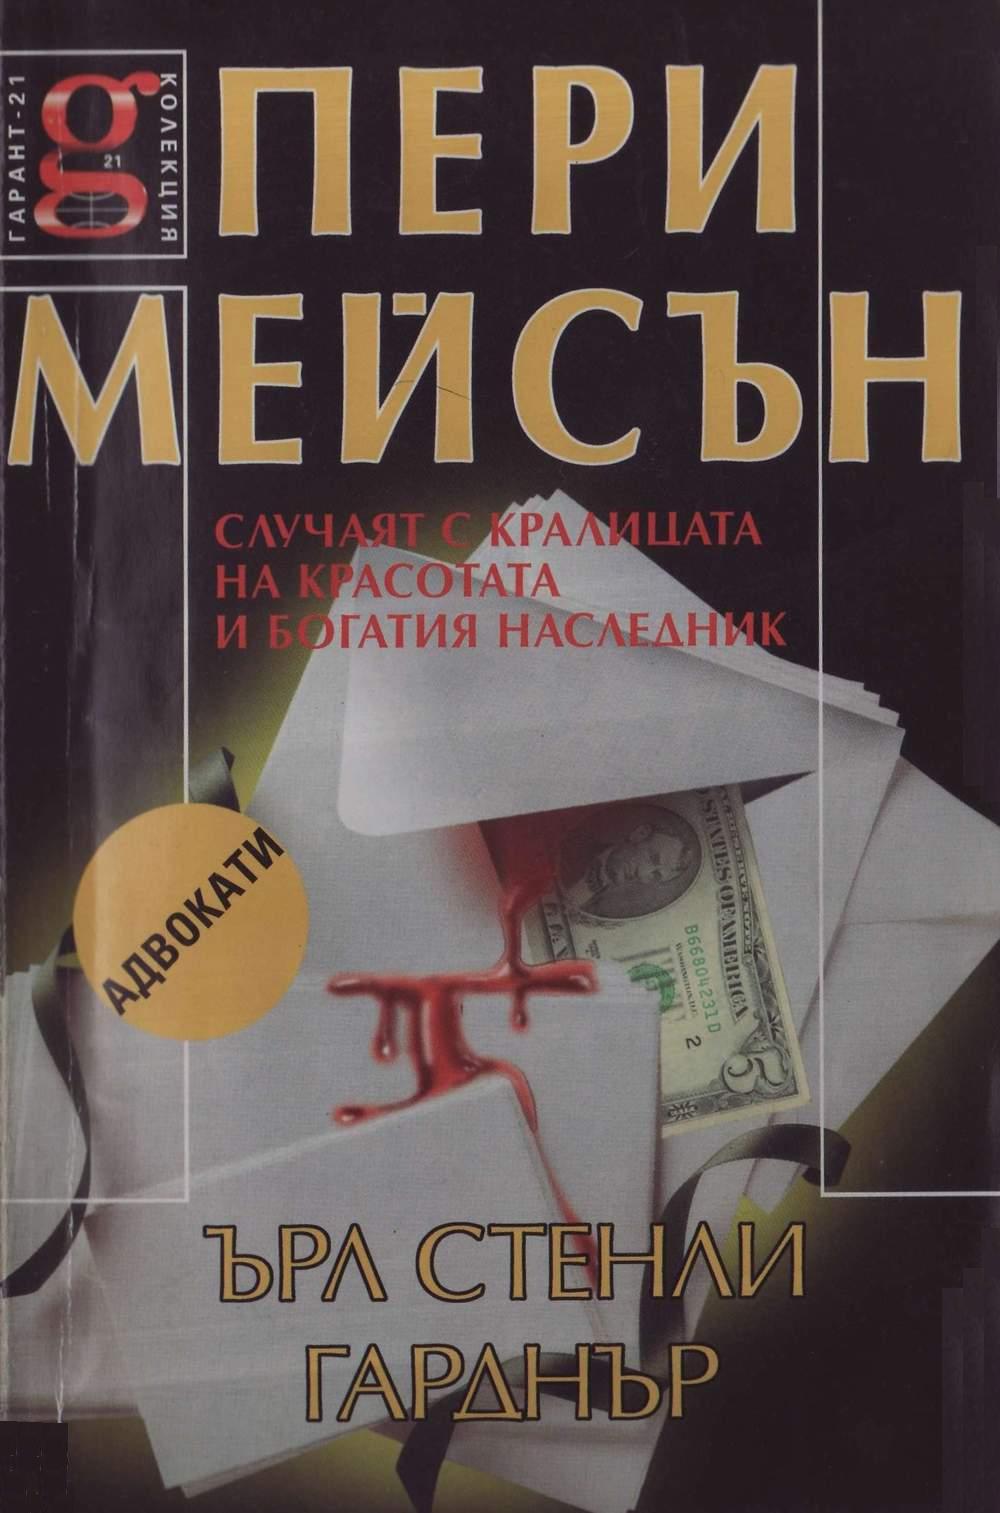 ГАРАНТ-21
21
КОЛЕКЦИЯ
ПЕРИ
МЕЙСЪН
СЛУЧАЯТ С КРАЛИЦАТА
НА КРАСОТАТА
И БОГАТИЯ НАСЛЕДНИК
АДВОКАТИ
STATES OF AMERICA
B66804231D
2
5
ЪРЛ СТЕНЛИ
ГАРДНЪР